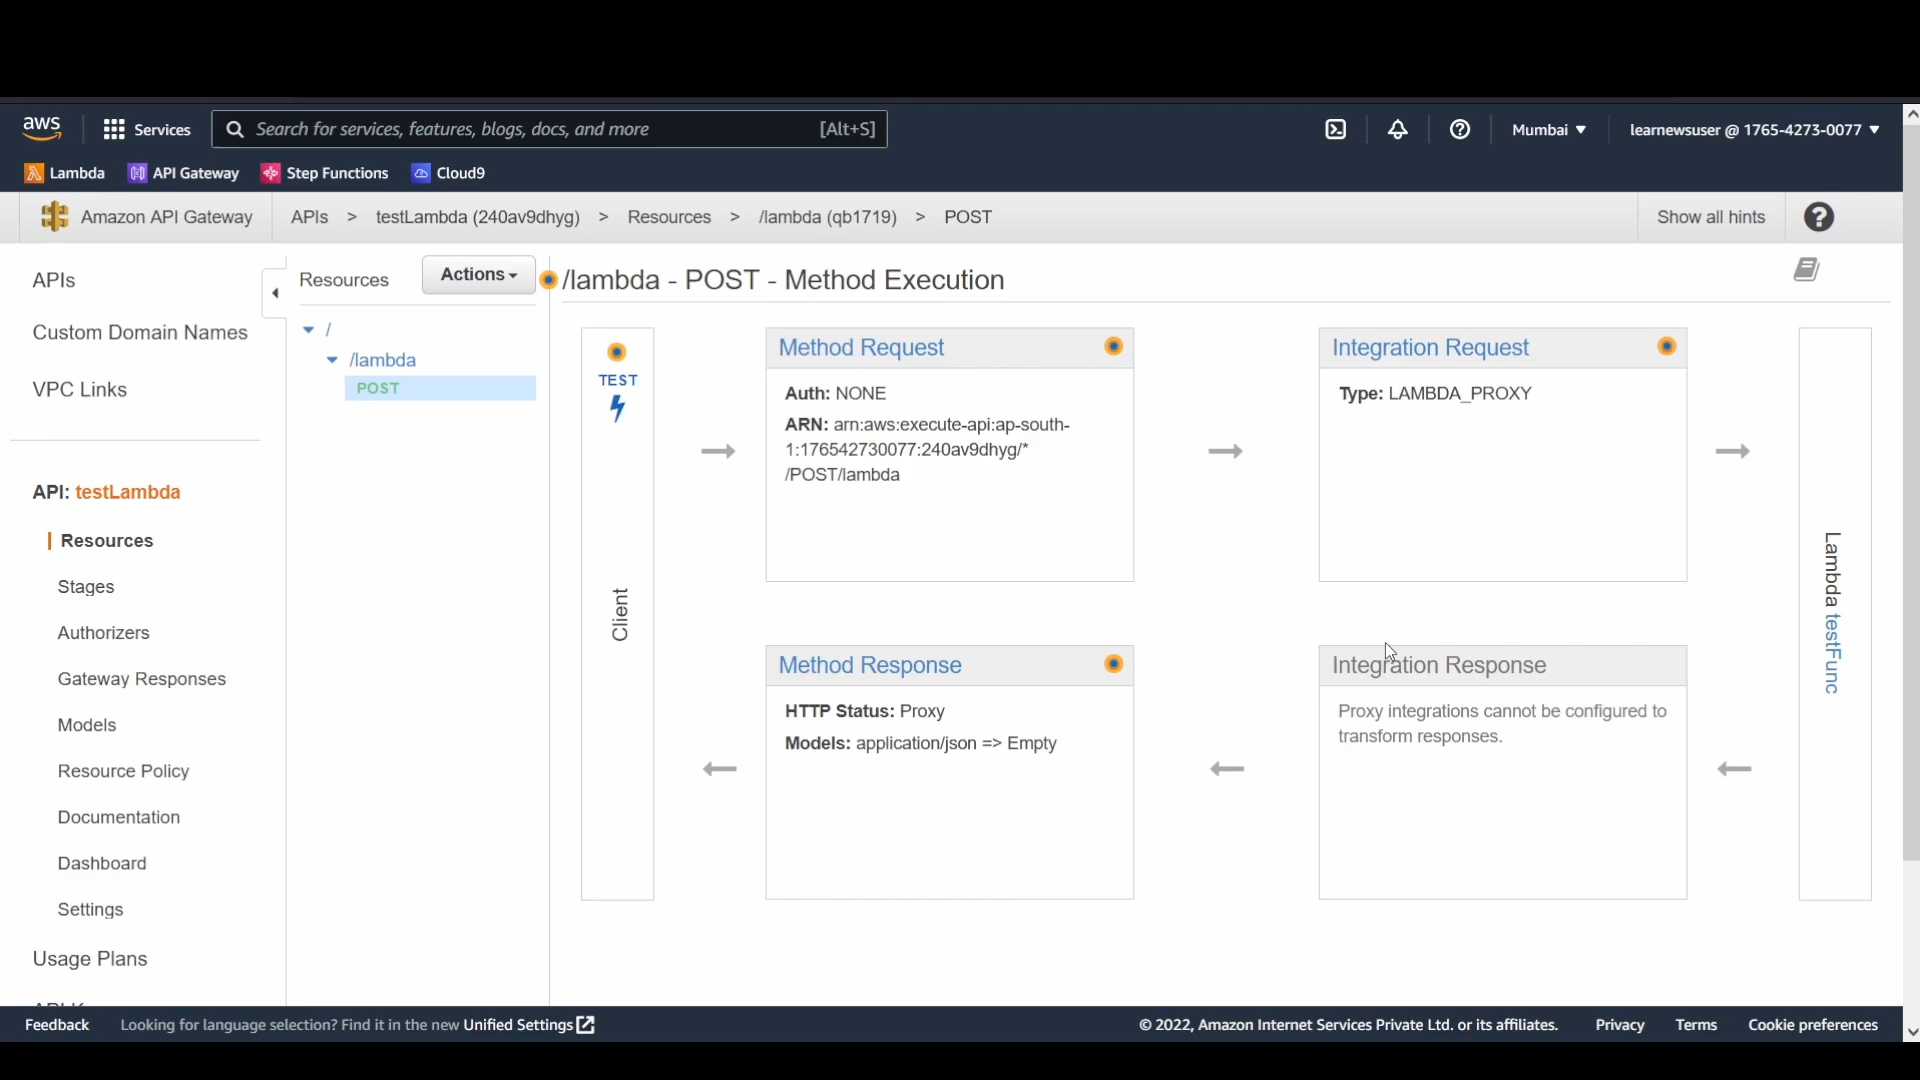 aws
Services
Search for services, features, blogs, docs, and more
[Alt+S]
Mumbai
learnewsuser @ 1765-4273-0077
Lambda
API Gateway
Step Functions
Cloud9
Amazon API Gateway
APIs > testLambda (240av9dhyg) > Resources > /lambda (qb1719) > POST
Show all hints
APIs
Custom Domain Names
VPC Links
API: testLambda
Resources
Stages
Authorizers
Gateway Responses
Models
Resource Policy
Documentation
Dashboard
Settings
Usage Plans
Resources
Actions
/
/lambda
POST
/lambda - POST - Method Execution
TEST
Client
Method Request
Auth: NONE
ARN: arn:aws:execute-api:ap-south-
1:176542730077:240av9dhyg/*
/POST/lambda
Integration Request
Type: LAMBDA_PROXY
Lambda testFunc
Method Response
HTTP Status: Proxy
Models: application/json => Empty
Integration Response
Proxy integrations cannot be configured to
transform responses.
Feedback
Looking for language selection? Find it in the new Unified Settings
© 2022, Amazon Internet Services Private Ltd. or its affiliates.
Privacy
Terms
Cookie preferences